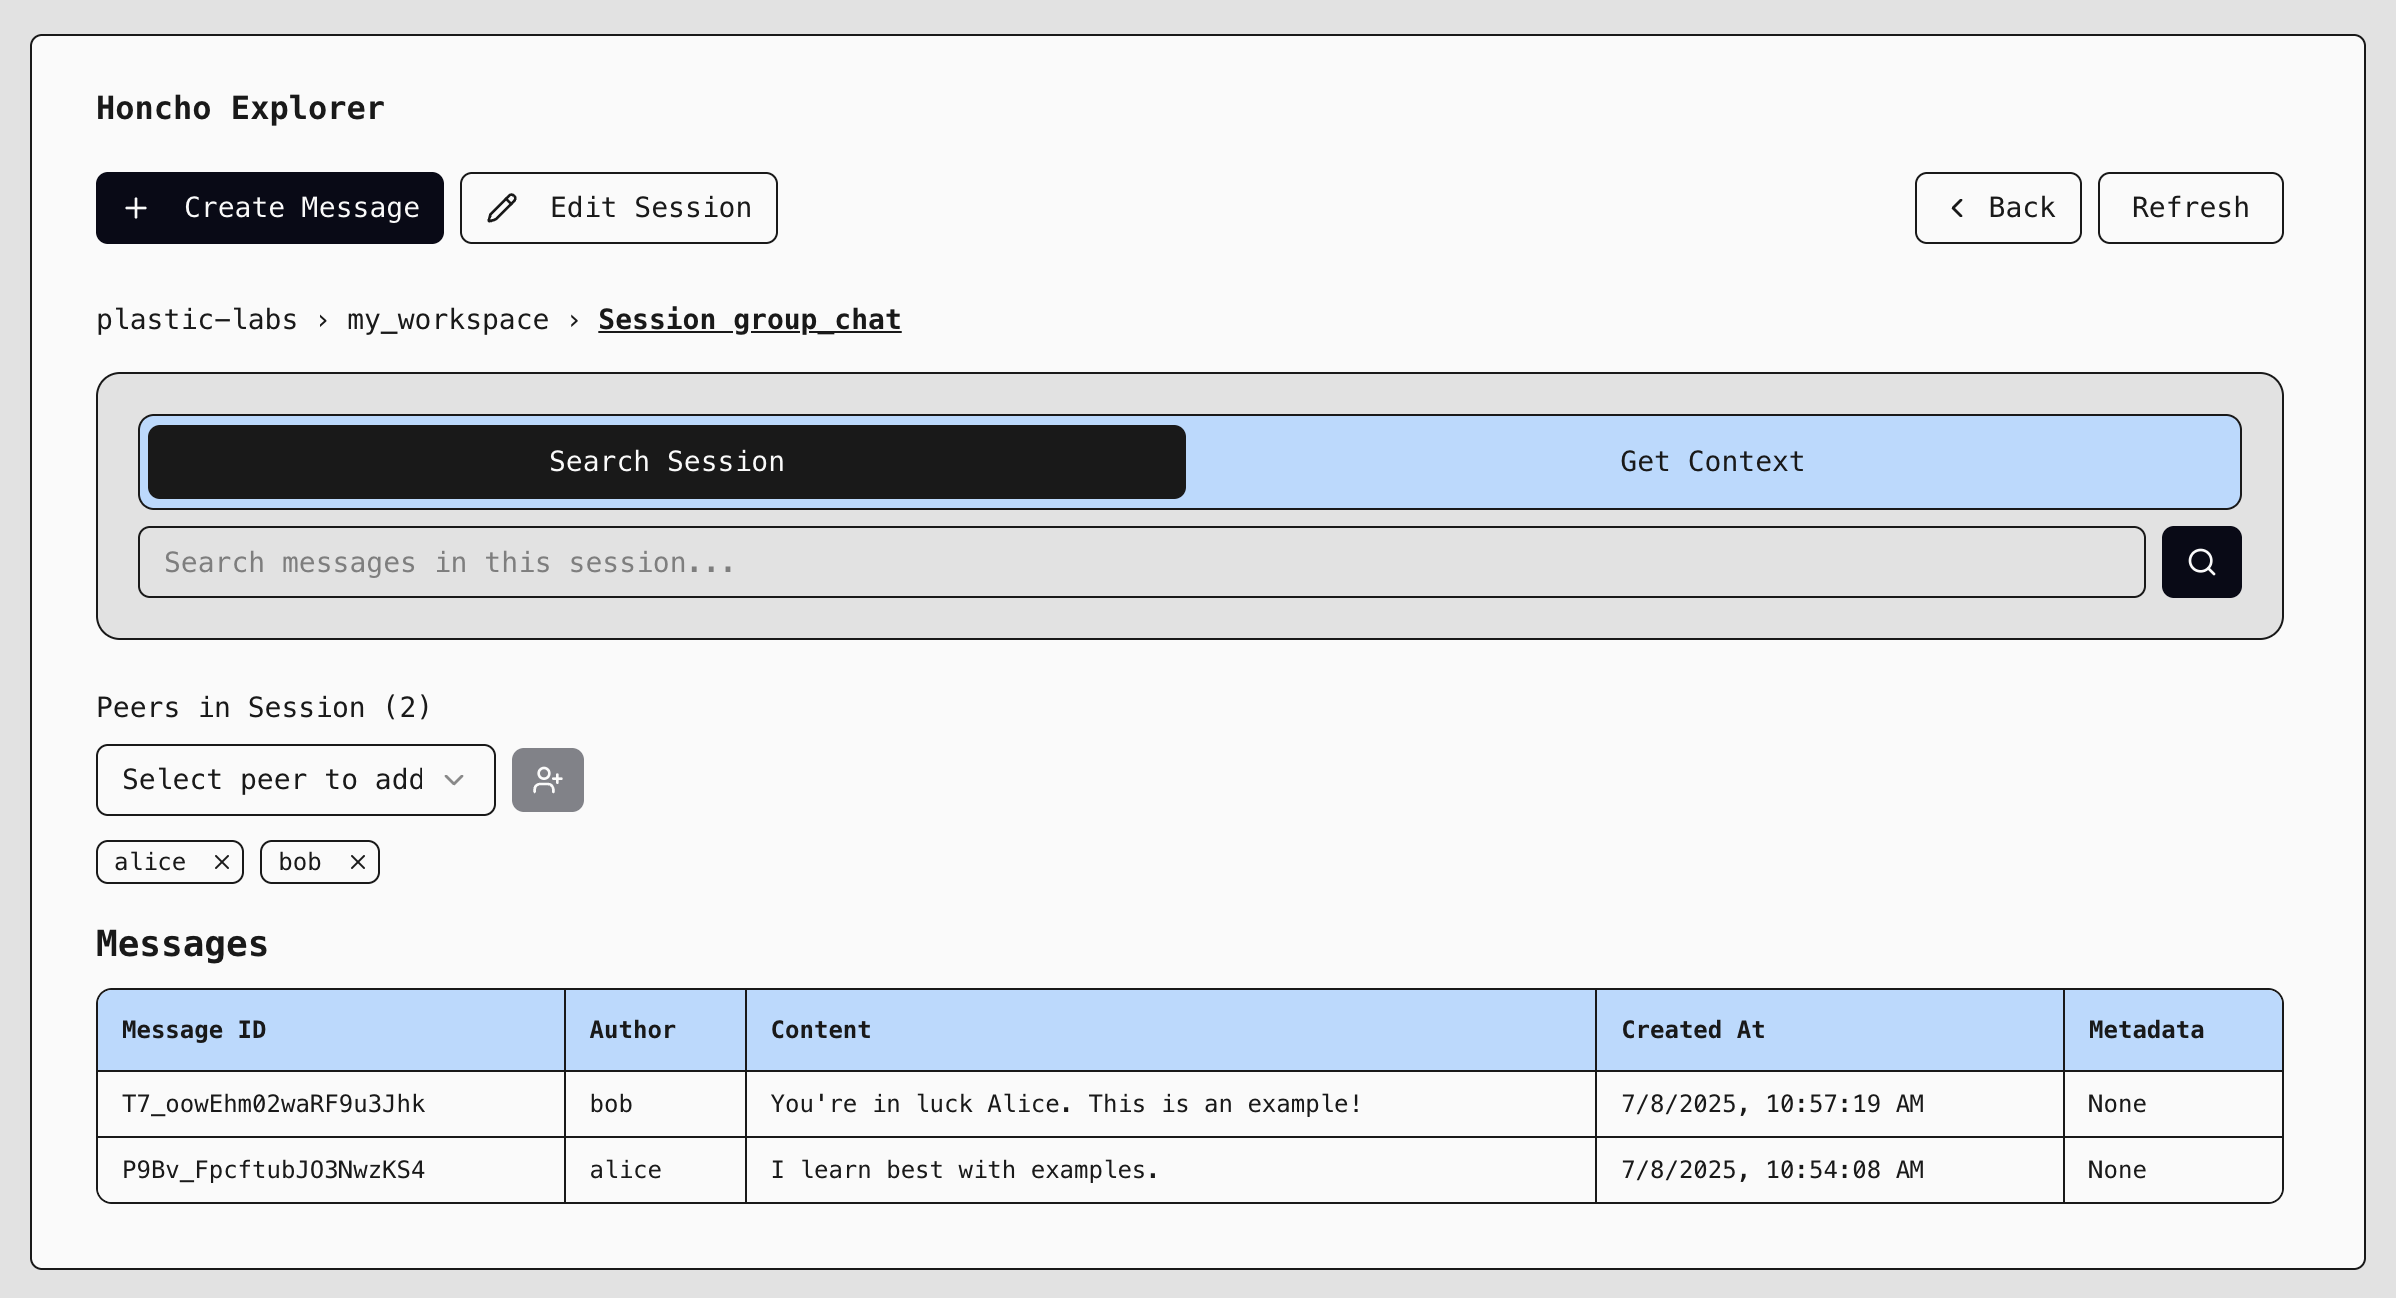 Honcho Explorer
Create Message Edit Session Back Refresh
plastic-labs › my_workspace › Session group_chat
Search Session Get Context
Search messages in this session...
Peers in Session (2)
Select peer to add
alice bob
Messages
Message ID Author Content Created At Metadata
T7_oowEhm02waRF9u3Jhk bob You're in luck Alice. This is an example! 7/8/2025, 10:57:19 AM None
P9Bv_FpcftubJO3NwzKS4 alice I learn best with examples. 7/8/2025, 10:54:08 AM None